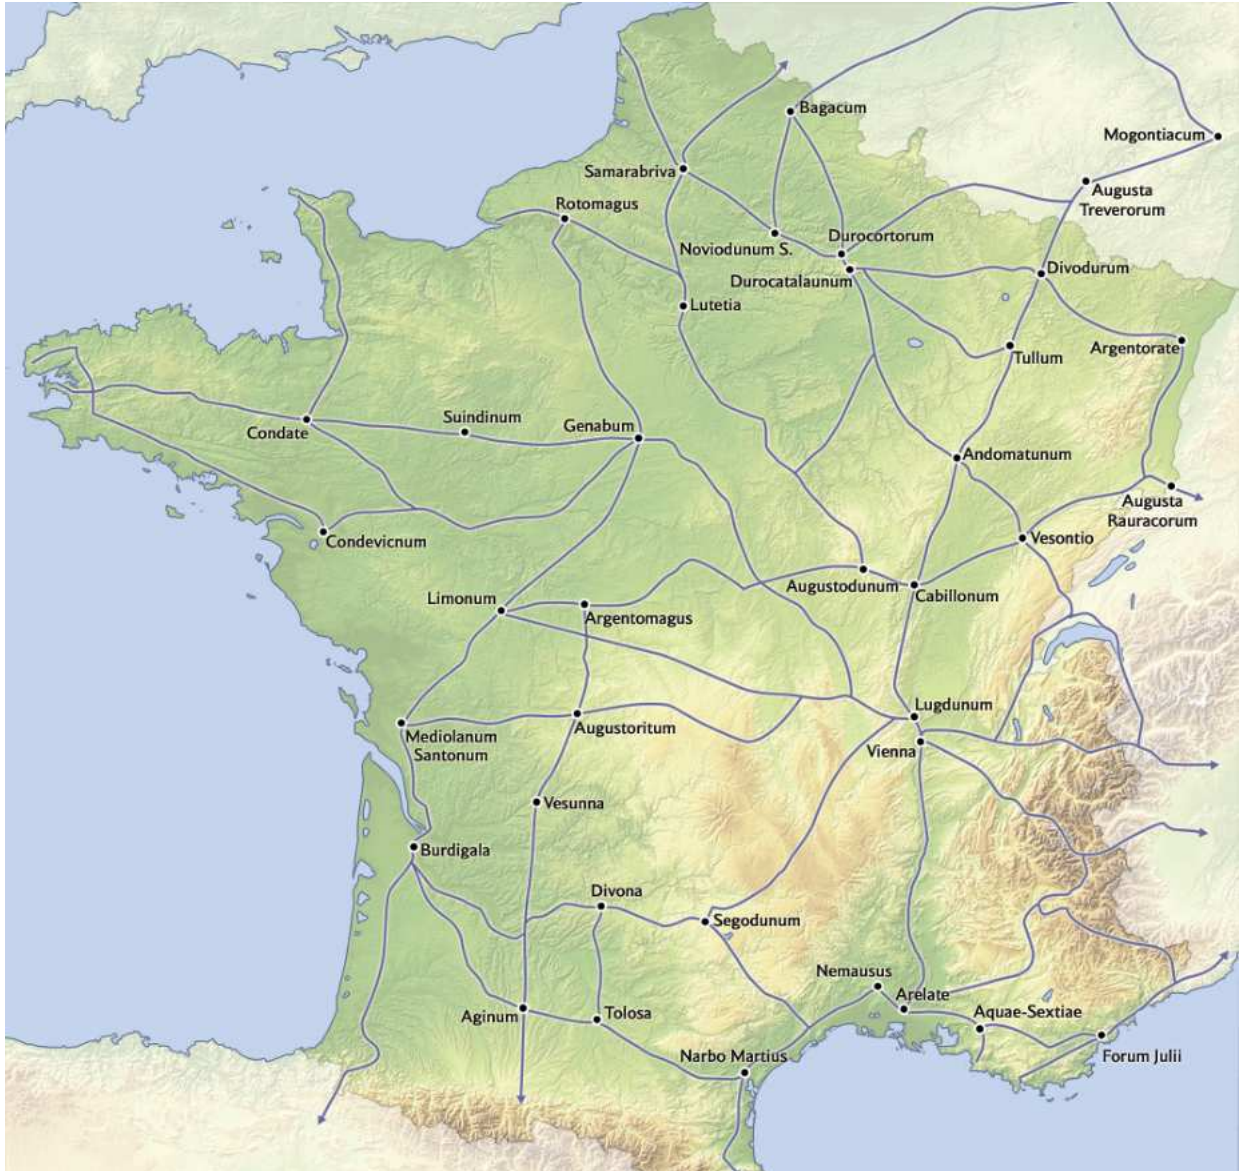 Bagacum
Mogontiacum
Samarabriva
Augusta
Treverorum
Rotomagus
Noviodunum S.
Durocortorum
Durocatalaunum
Divodurum
Lutetia
Tullum
Argentorate
Condate
Suindinum
Genabum
Andomatunum
Augusta
Rauracorum
Condevicnum
Vesontio
Augustodunum
Cabillonum
Limonum
Argentomagus
Lugdunum
Mediolanum
Santonum
Augustoritum
Vienna
Vesunna
Burdigala
Divona
Segodunum
Nemausus
Arelate
Aginum
Tolosa
Aquae-Sextiae
Narbo Martius
Forum Julii